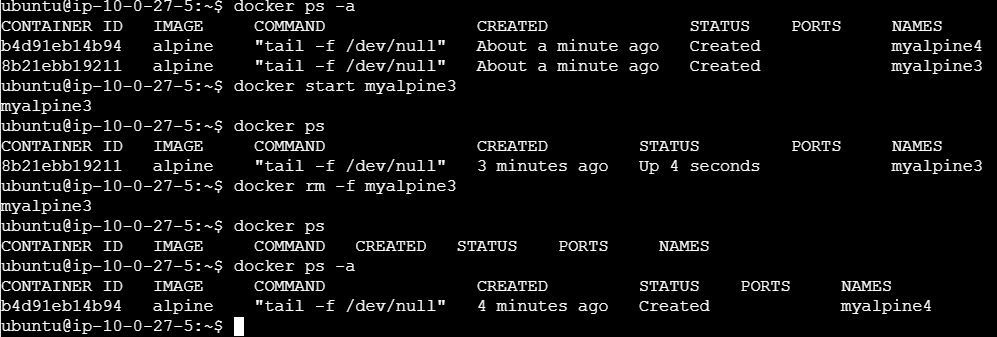 ubuntu@ip-10-0-27-5:~$ docker ps -a
CONTAINER ID   IMAGE     COMMAND               CREATED              STATUS    PORTS     NAMES
b4d91eb14b94   alpine    "tail -f /dev/null"   About a minute ago   Created             myalpine4
8b21ebb19211   alpine    "tail -f /dev/null"   About a minute ago   Created             myalpine3
ubuntu@ip-10-0-27-5:~$ docker start myalpine3
myalpine3
ubuntu@ip-10-0-27-5:~$ docker ps
CONTAINER ID   IMAGE     COMMAND               CREATED         STATUS         PORTS     NAMES
8b21ebb19211   alpine    "tail -f /dev/null"   3 minutes ago   Up 4 seconds             myalpine3
ubuntu@ip-10-0-27-5:~$ docker rm -f myalpine3
myalpine3
ubuntu@ip-10-0-27-5:~$ docker ps
CONTAINER ID   IMAGE     COMMAND   CREATED   STATUS    PORTS     NAMES
ubuntu@ip-10-0-27-5:~$ docker ps -a
CONTAINER ID   IMAGE     COMMAND               CREATED         STATUS    PORTS     NAMES
b4d91eb14b94   alpine    "tail -f /dev/null"   4 minutes ago   Created             myalpine4
ubuntu@ip-10-0-27-5:~$